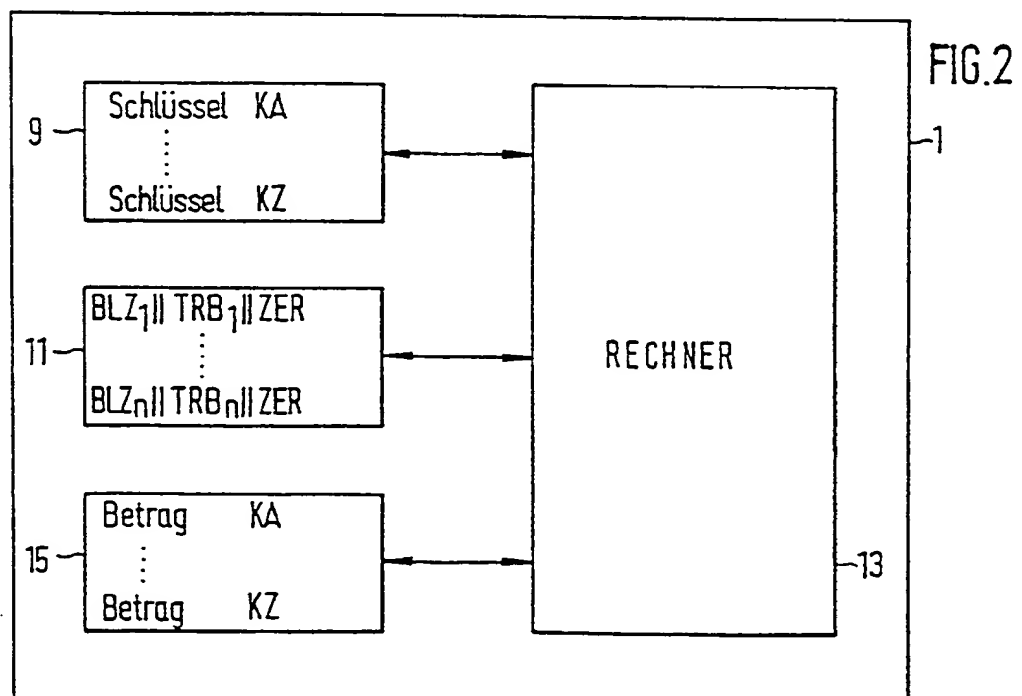 FIG.2
1
9
Schlüssel KA
Schlüssel KZ
11
BLZ1|| TRB1|| ZER
BLZn|| TRBn|| ZER
15
Betrag KA
Betrag KZ
RECHNER
13